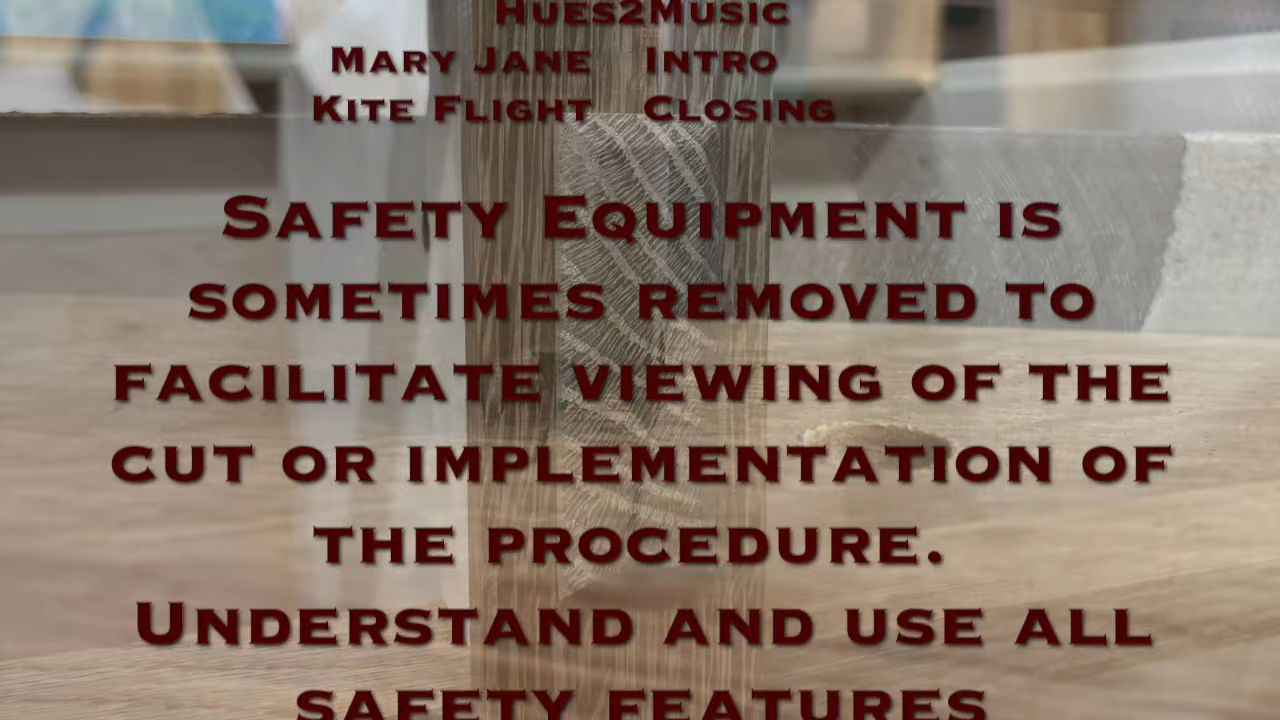 Hues2Music
Mary Jane Intro
Kite Flight Closing
Safety Equipment is
sometimes removed to
facilitate viewing of the
cut or implementation of
the procedure.
Understand and use all
safety features